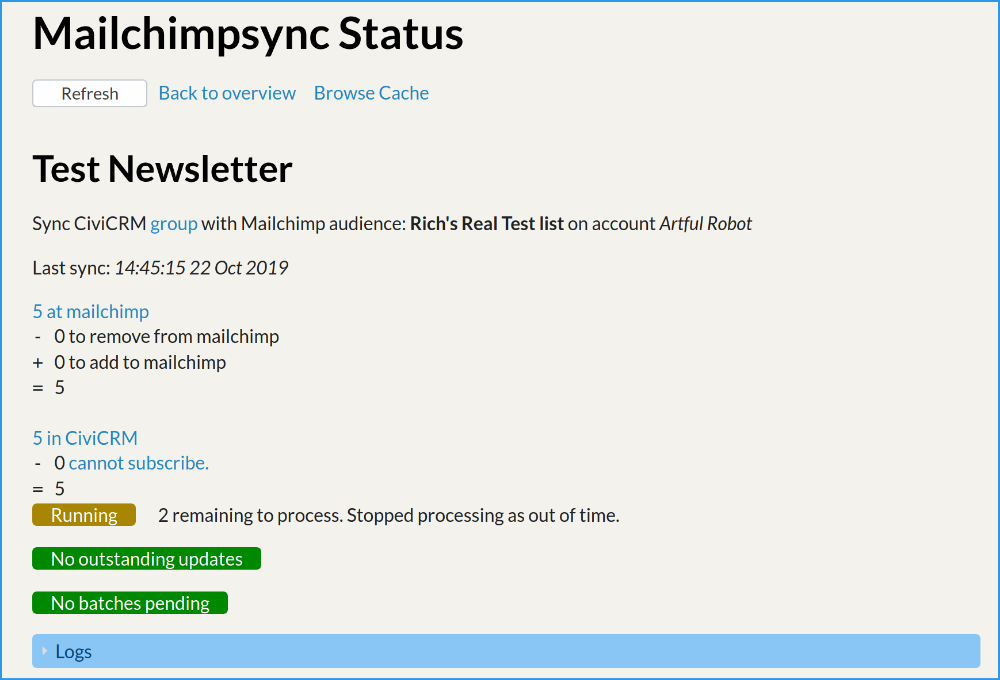 Mailchimpsync Status
Refresh Back to overview Browse Cache
Test Newsletter
Sync CiviCRM group with Mailchimp audience: Rich's Real Test list on account Artful Robot
Last sync: 14:45:15 22 Oct 2019
5 at mailchimp
- 0 to remove from mailchimp
+ 0 to add to mailchimp
= 5
5 in CiviCRM
- 0 cannot subscribe.
= 5
Running 2 remaining to process. Stopped processing as out of time.
No outstanding updates
No batches pending
Logs